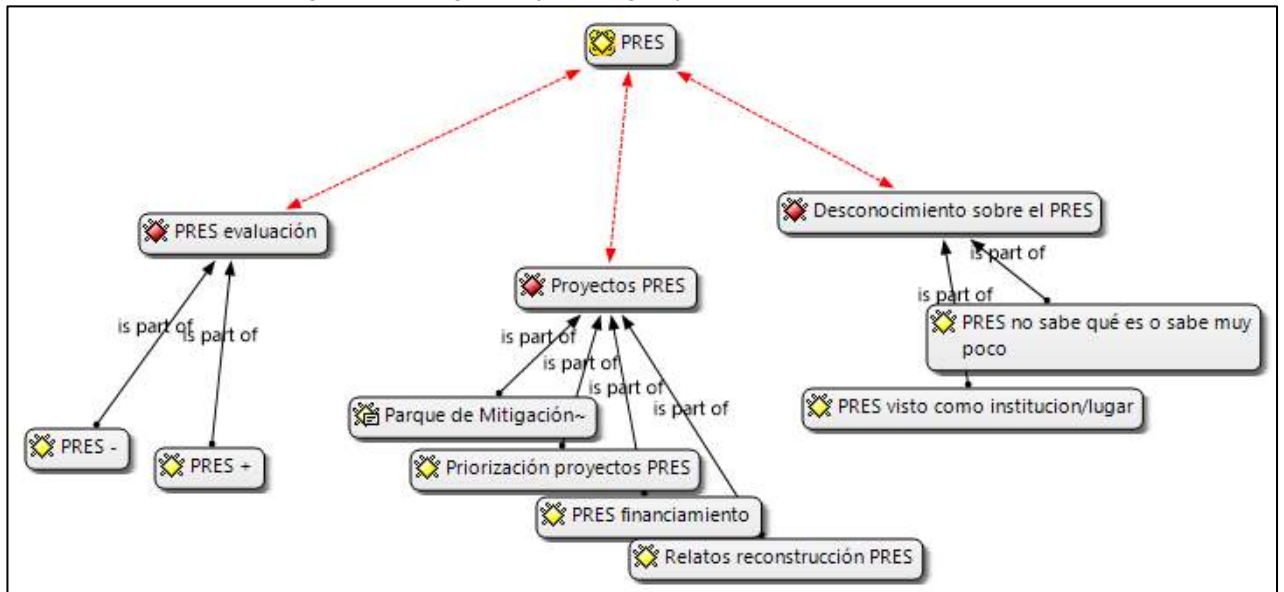 PRES
PRES evaluación
Desconocimiento sobre el PRES
Proyectos PRES
is part of
is part of
is part of
is part of
is part of
is part of
is part of
is part of
PRES no sabe qué es o sabe muy
poco
Parque de Mitigación~
PRES visto como institucion/lugar
PRES -
PRES +
Priorización proyectos PRES
PRES financiamiento
Relatos reconstrucción PRES